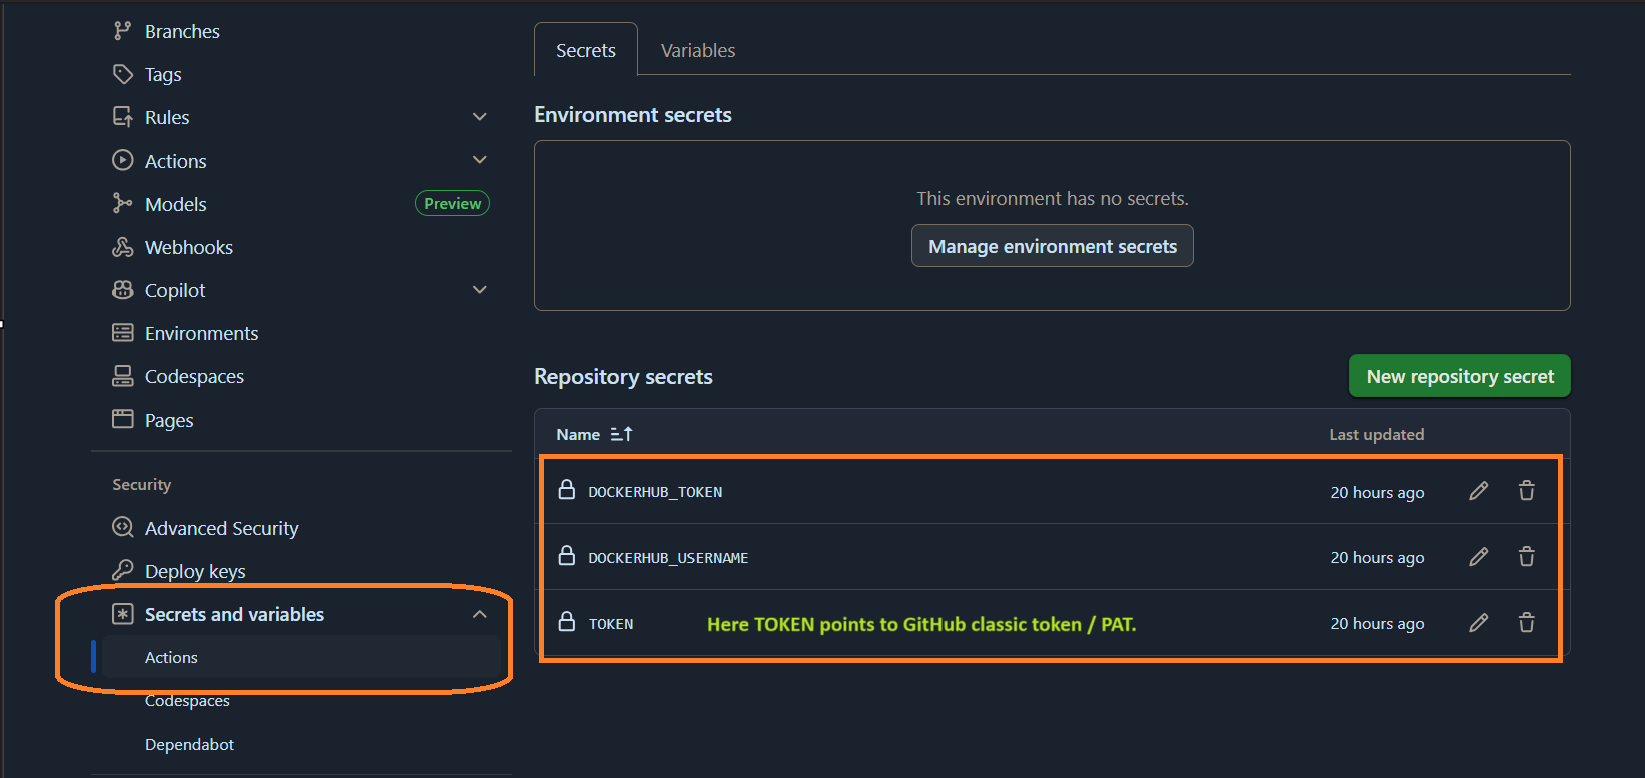 Branches
Tags
Rules
Actions
Models
Preview
Webhooks
Copilot
Environments
Codespaces
Pages
Security
Advanced Security
Deploy keys
Secrets and variables
Actions
Codespaces
Dependabot
Secrets
Variables
Environment secrets
This environment has no secrets.
Manage environment secrets
Repository secrets
New repository secret
Name
Last updated
DOCKERHUB_TOKEN
20 hours ago
DOCKERHUB_USERNAME
20 hours ago
TOKEN
Here TOKEN points to GitHub classic token / PAT.
20 hours ago